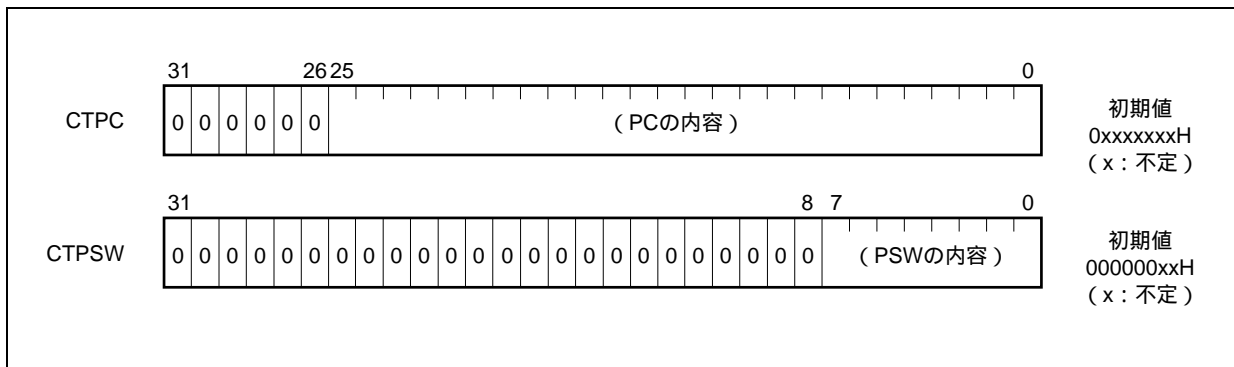 31 26 25 0
CTPC 0 0 0 0 0 0 （PCの内容） 初期値
0xxxxxxxH
（x：不定）
31 8 7 0
CTPSW 0 0 0 0 0 0 0 0 0 0 0 0 0 0 0 0 0 0 0 0 0 0 0 0 （PSWの内容） 初期値
000000xxH
（x：不定）